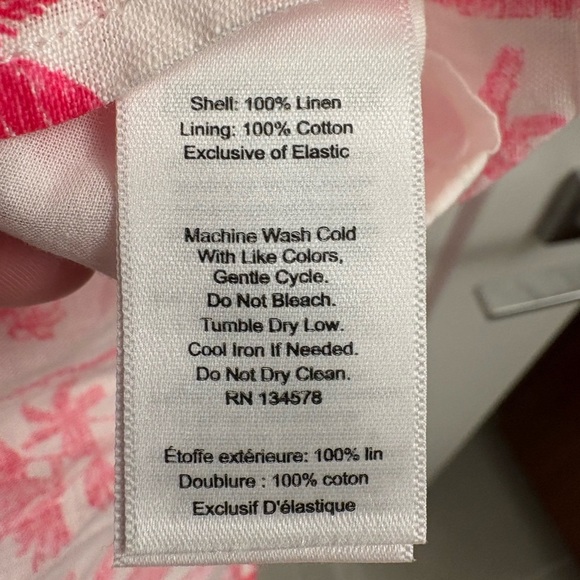 Shell: 100% Linen
Lining: 100% Cotton
Exclusive of Elastic
Machine Wash Cold
With Like Colors,
Gentle Cycle.
Do Not Bleach.
Tumble Dry Low.
Cool Iron If Needed.
Do Not Dry Clean.
RN 134578
Étoffe extérieure: 100% lin
Doublure : 100% coton
Exclusif D'élastique